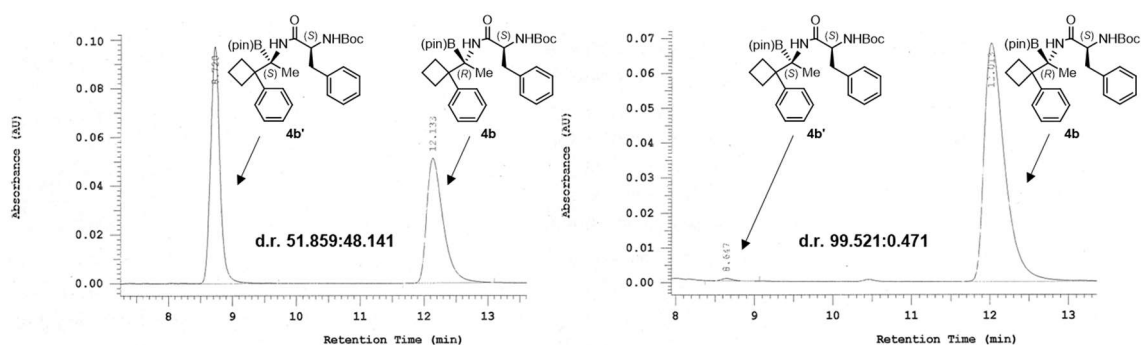 O
(S)
(pin)B
HN
NHBoc
(S)
Me
4b'
O
(S)
(pin)B
HN
NHBoc
(R)
Me
4b
Absorbance (AU)
0.10
0.08
0.06
0.04
0.02
0.00
8.720
12.133
d.r. 51.859:48.141
8 9 10 11 12 13
Retention Time (min)
O
(S)
(pin)B
HN
NHBoc
(S)
Me
4b'
O
(S)
(pin)B
HN
NHBoc
(R)
Me
4b
Absorbance (AU)
0.07
0.06
0.05
0.04
0.03
0.02
0.01
0.00
8.647
d.r. 99.521:0.471
8 9 10 11 12 13
Retention Time (min)